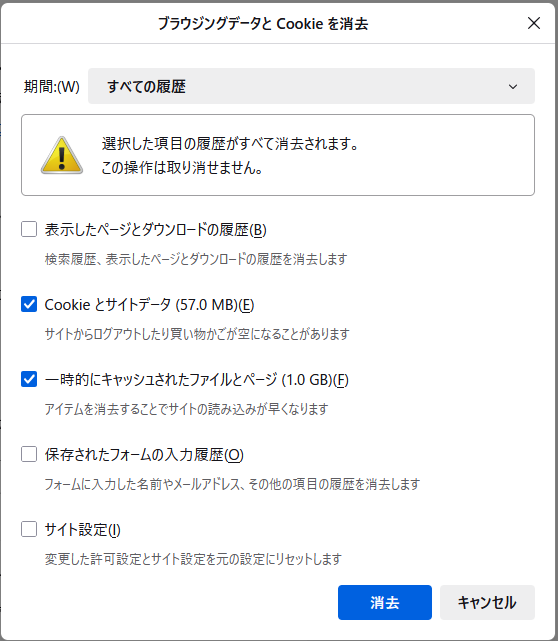 ブラウジングデータと Cookie を消去
期間:(W) すべての履歴
選択した項目の履歴がすべて消去されます。
この操作は取り消せません。
表示したページとダウンロードの履歴(B)
検索履歴、表示したページとダウンロードの履歴を消去します
Cookie とサイトデータ (57.0 MB)(E)
サイトからログアウトしたり買い物かごが空になることがあります
一時的にキャッシュされたファイルとページ (1.0 GB)(F)
アイテムを消去することでサイトの読み込みが早くなります
保存されたフォームの入力履歴(O)
フォームに入力した名前やメールアドレス、その他の項目の履歴を消去します
サイト設定(I)
変更した許可設定とサイト設定を元の設定にリセットします
消去 キャンセル